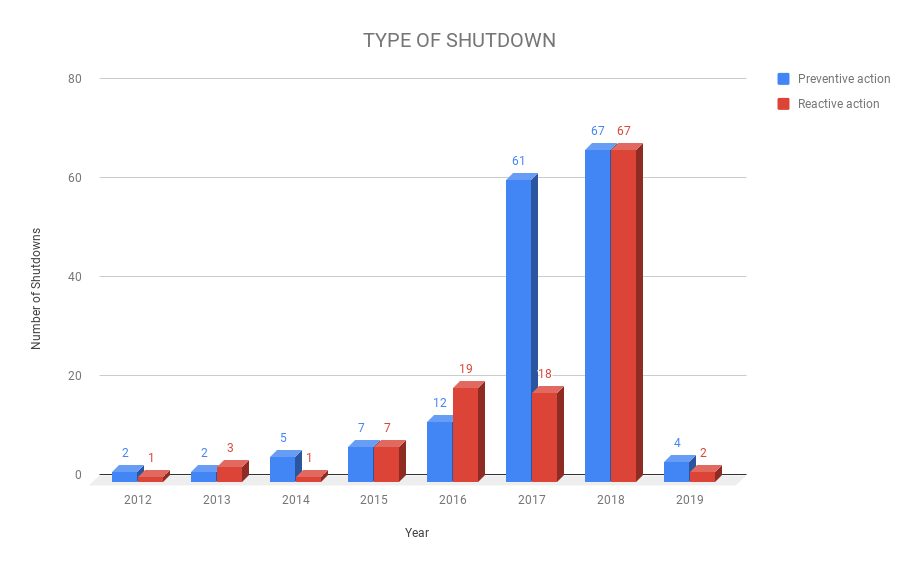 TYPE OF SHUTDOWN
Preventive action
Reactive action
Number of Shutdowns
80
60
40
20
0
2 1
2 3
5 1
7 7
12 19
61 18
67 67
4 2
2012 2013 2014 2015 2016 2017 2018 2019
Year